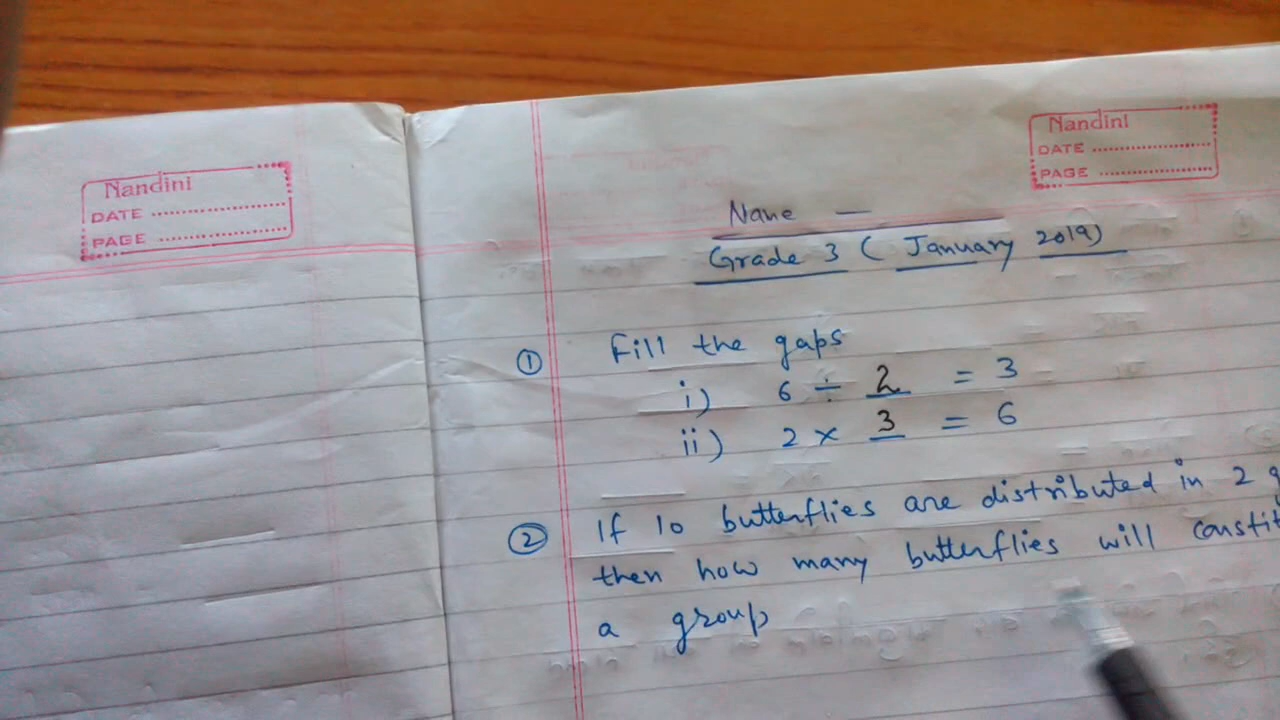 Nandini
DATE
PAGE
Nandini
DATE
PAGE
Name —
Grade 3 ( January 2019)
① Fill the gaps
i) 6 ÷ 2 = 3
ii) 2 x 3 = 6
② If 10 butterflies are distributed in 2
then how many butterflies will
a group